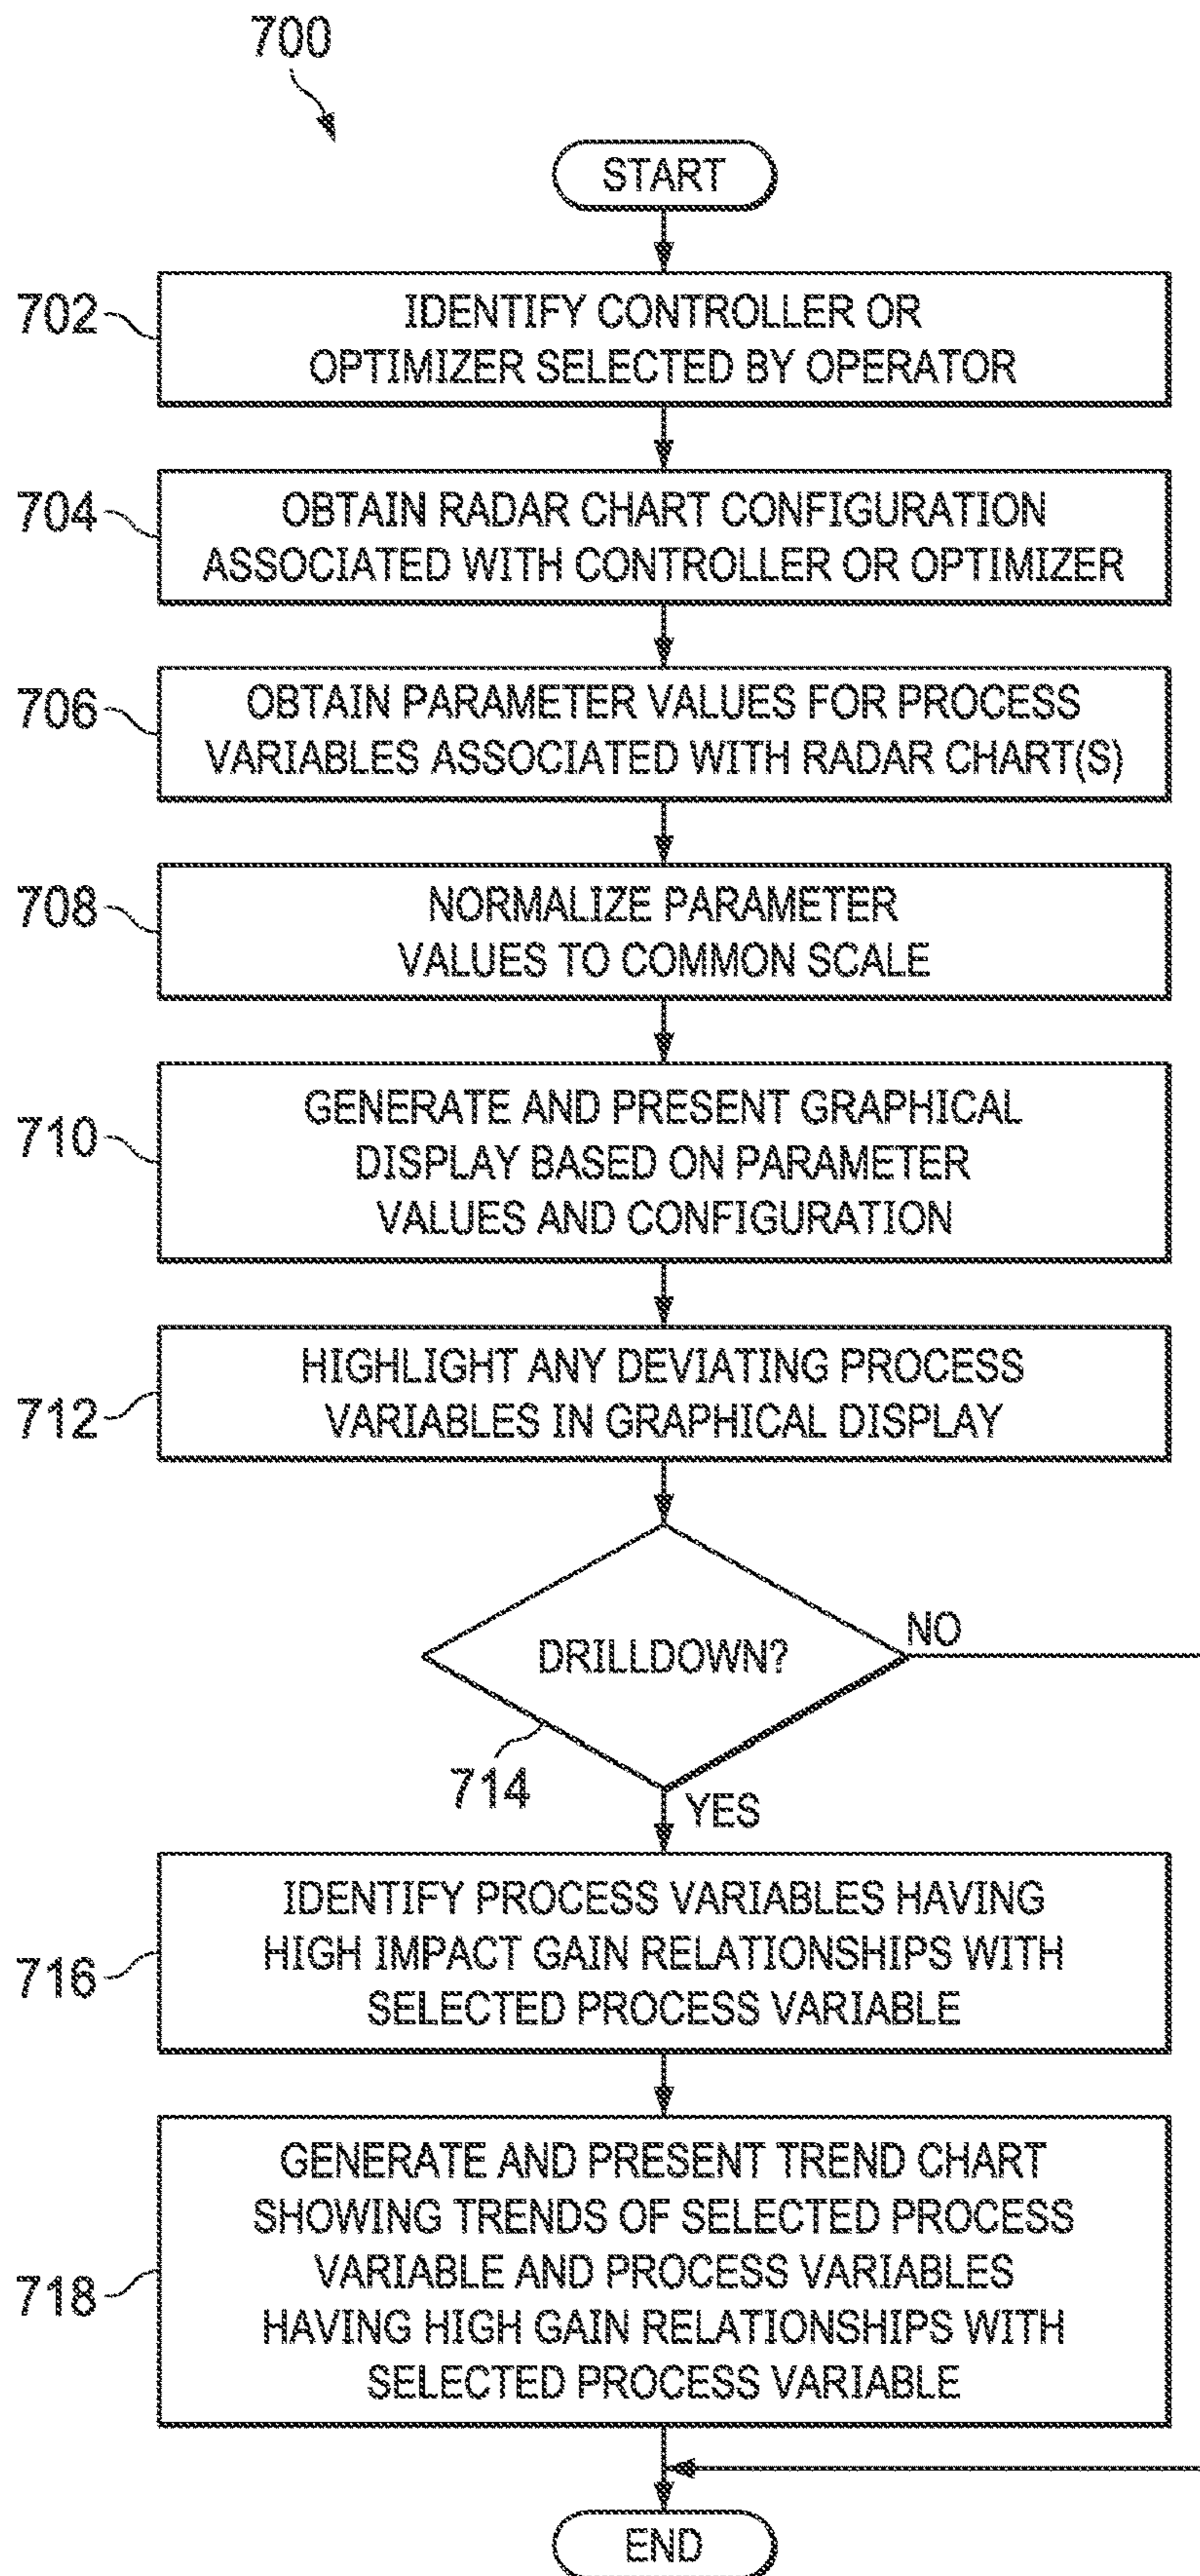 700
START
702
IDENTIFY CONTROLLER OR
OPTIMIZER SELECTED BY OPERATOR
704
OBTAIN RADAR CHART CONFIGURATION
ASSOCIATED WITH CONTROLLER OR OPTIMIZER
706
OBTAIN PARAMETER VALUES FOR PROCESS
VARIABLES ASSOCIATED WITH RADAR CHART(S)
708
NORMALIZE PARAMETER
VALUES TO COMMON SCALE
710
GENERATE AND PRESENT GRAPHICAL
DISPLAY BASED ON PARAMETER
VALUES AND CONFIGURATION
712
HIGHLIGHT ANY DEVIATING PROCESS
VARIABLES IN GRAPHICAL DISPLAY
DRILLDOWN?
NO
714
YES
716
IDENTIFY PROCESS VARIABLES HAVING
HIGH IMPACT GAIN RELATIONSHIPS WITH
SELECTED PROCESS VARIABLE
718
GENERATE AND PRESENT TREND CHART
SHOWING TRENDS OF SELECTED PROCESS
VARIABLE AND PROCESS VARIABLES
HAVING HIGH GAIN RELATIONSHIPS WITH
SELECTED PROCESS VARIABLE
END